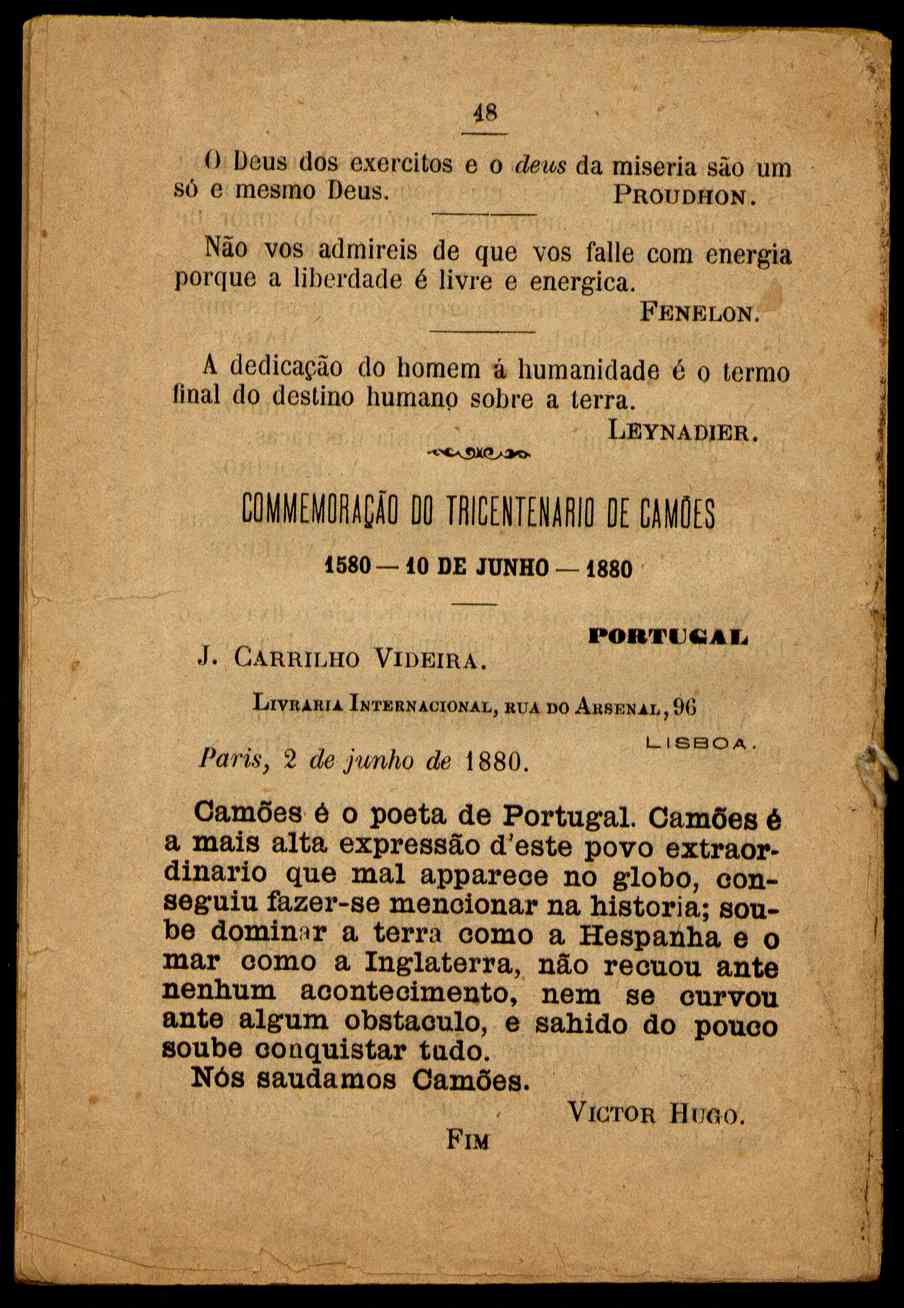 48
O Deus dos exercitos e o deus da miseria são um
só e mesmo Deus. PROUDHON.
Não vos admireis de que vos falle com energia
porque a liberdade é livre e energica.
FENELON.
A dedicação do homem á humanidade é o termo
final do destino humano sobre a terra.
LEYNADIER.
COMMEMORAÇÃO DO TRICENTENARIO DE CAMÕES
1580 — 10 DE JUNHO — 1880
PORTUGAL
J. CARRILHO VIDEIRA.
LIVRARIA INTERNACIONAL, RUA DO ARSENAL, 96
LISBOA.
Paris, 2 de junho de 1880.
Camões é o poeta de Portugal. Camões é
a mais alta expressão d'este povo extraor-
dinario que mal apparece no globo, con-
seguiu fazer-se mencionar na historia; sou-
be dominar a terra como a Hespanha e o
mar como a Inglaterra, não recuou ante
nenhum acontecimento, nem se curvou
ante algum obstaculo, e sahido do pouco
soube conquistar tudo.
Nós saudamos Camões.
VICTOR HUGO.
FIM